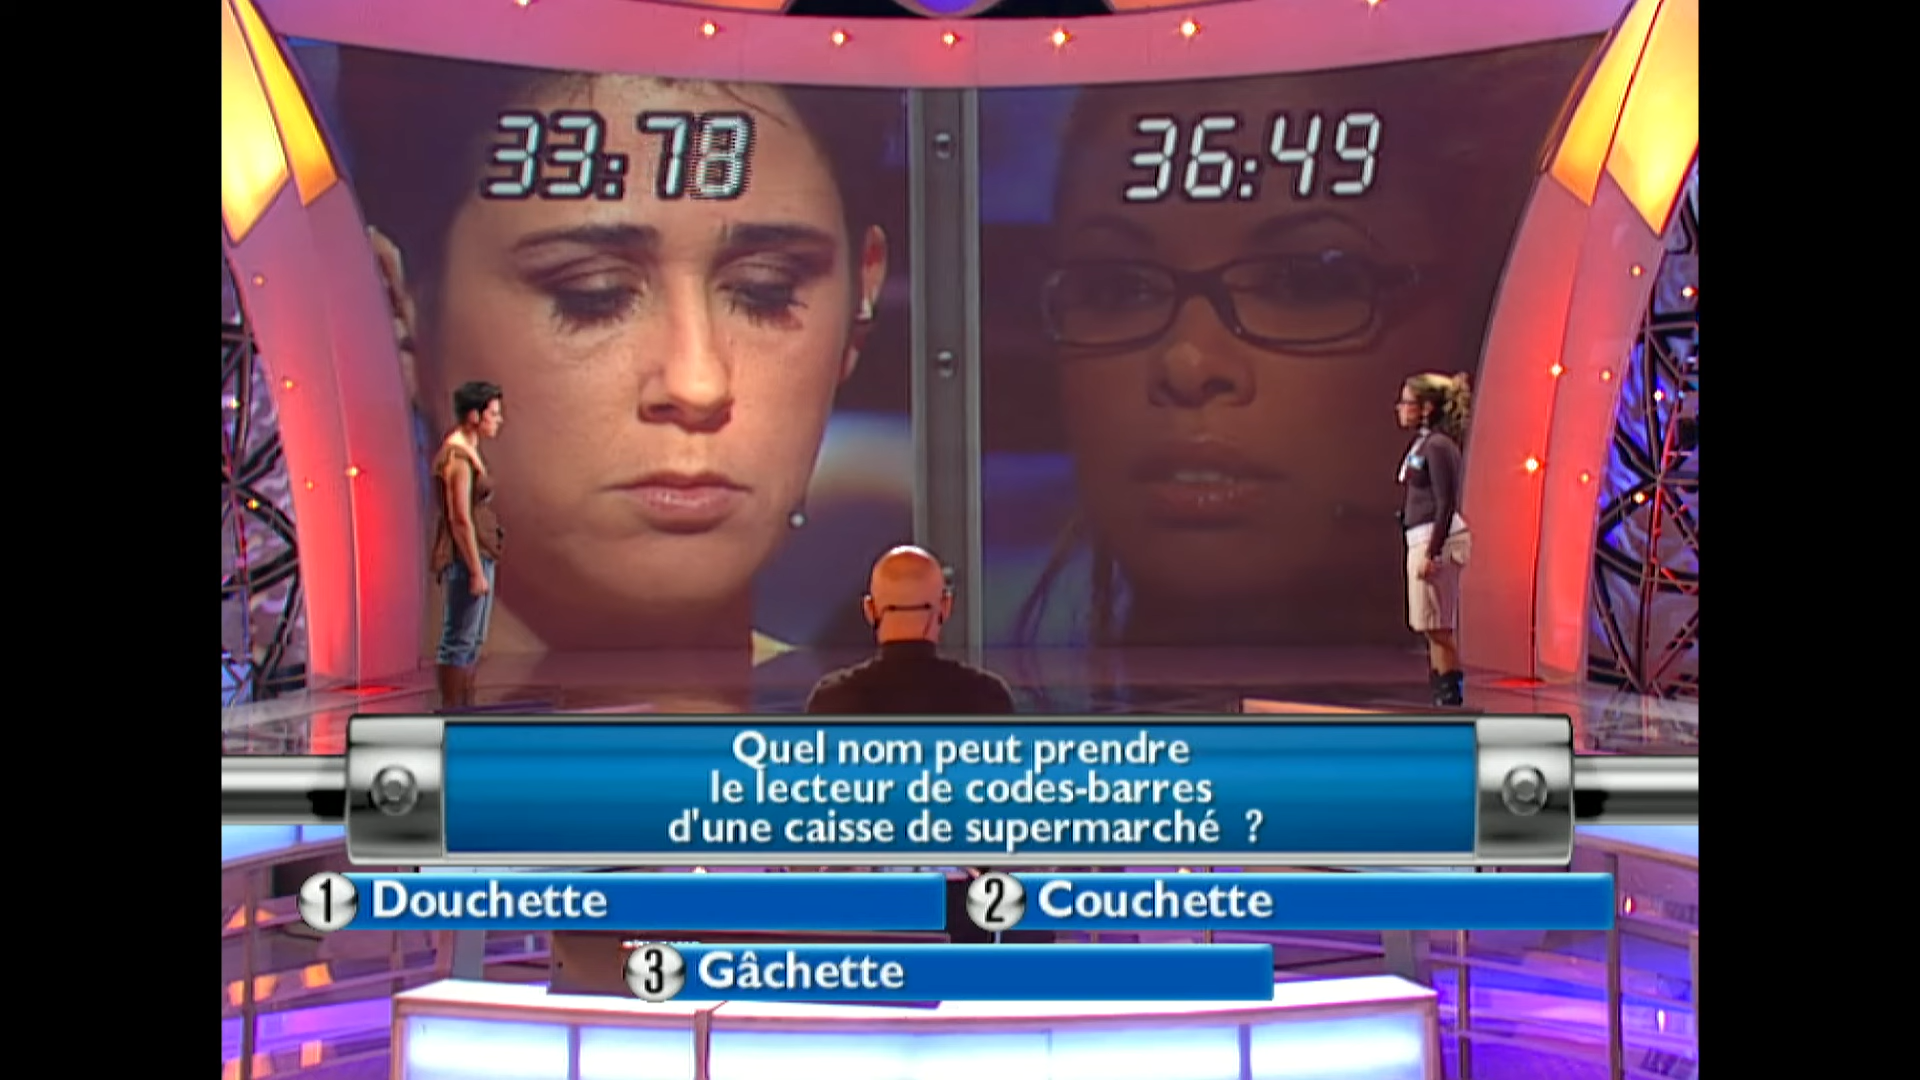 33:78
36:49
Quel nom peut prendre
le lecteur de codes-barres
d'une caisse de supermarché ?
1 Douchette
2 Couchette
3 Gâchette